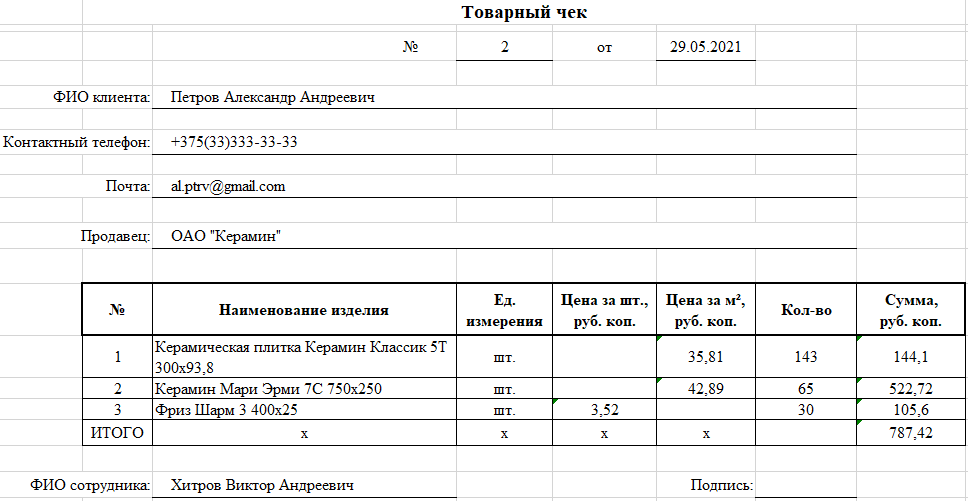 Товарный чек
№ 2 от 29.05.2021
ФИО клиента: Петров Александр Андреевич
Контактный телефон: +375(33)333-33-33
Почта: al.ptrv@gmail.com
Продавец: ОАО "Керамин"
№ Наименование изделия Ед. измерения Цена за шт., руб. коп. Цена за м², руб. коп. Кол-во Сумма, руб. коп.
1 Керамическая плитка Керамин Классик 5Т 300х93,8 шт. 35,81 143 144,1
2 Керамин Мари Эрми 7С 750х250 шт. 42,89 65 522,72
3 Фриз Шарм 3 400х25 шт. 3,52 30 105,6
ИТОГО х х х х 787,42
ФИО сотрудника: Хитров Виктор Андреевич Подпись: